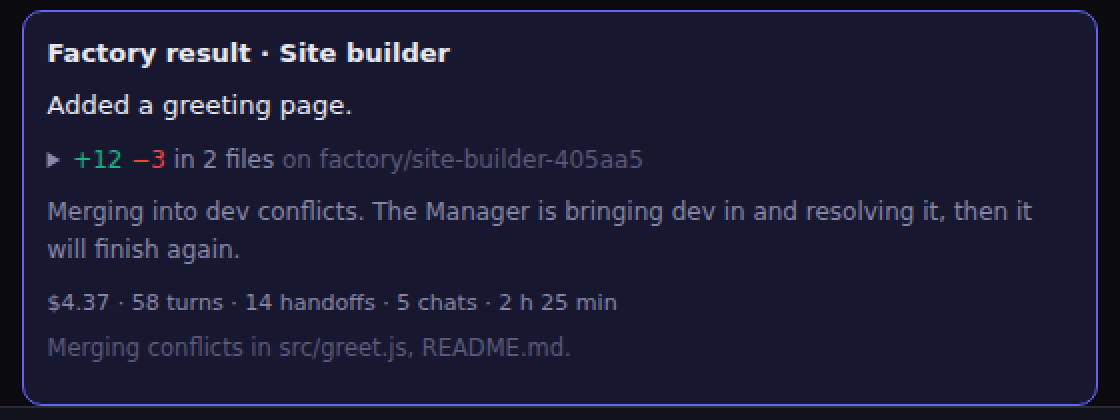 Factory result · Site builder
Added a greeting page.
+12 −3 in 2 files on factory/site-builder-405aa5
Merging into dev conflicts. The Manager is bringing dev in and resolving it, then it
will finish again.
$4.37 · 58 turns · 14 handoffs · 5 chats · 2 h 25 min
Merging conflicts in src/greet.js, README.md.